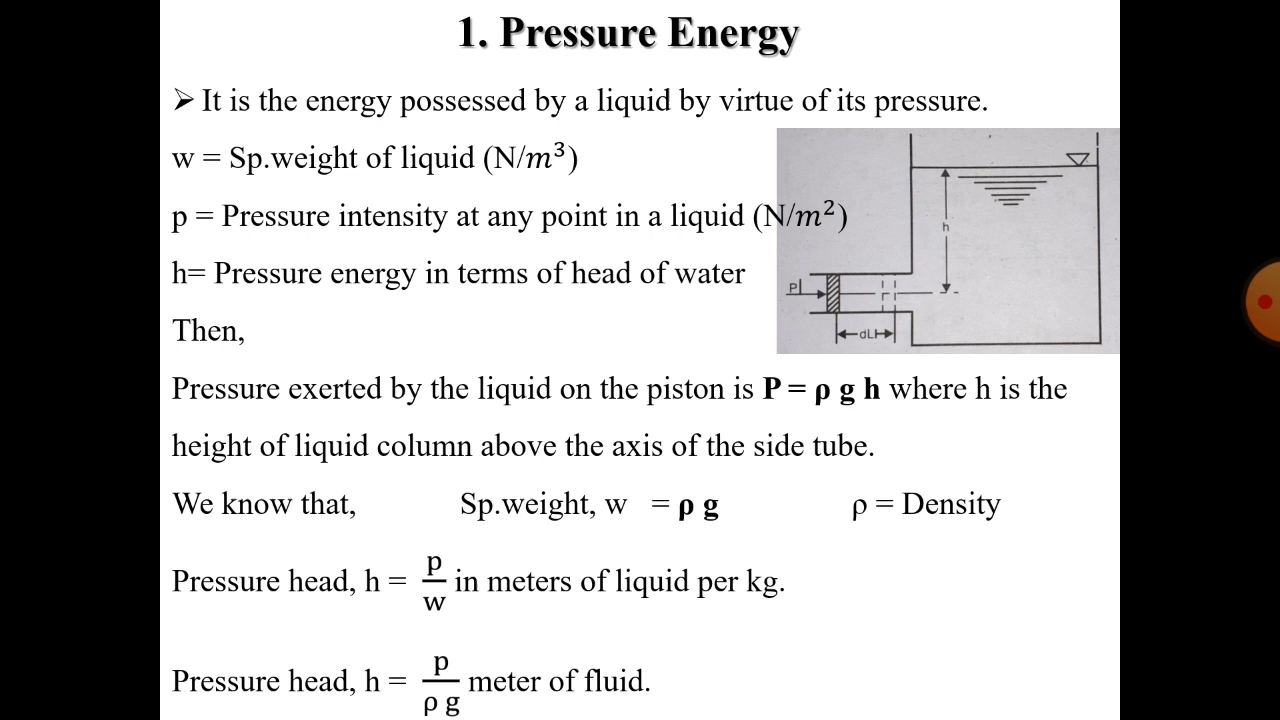 1. Pressure Energy
➢ It is the energy possessed by a liquid by virtue of its pressure.
w = Sp.weight of liquid (N/m³)
p = Pressure intensity at any point in a liquid (N/m²)
h
h= Pressure energy in terms of head of water
P
Then,
dL
Pressure exerted by the liquid on the piston is P = ρ g h where h is the
height of liquid column above the axis of the side tube.
We know that, Sp.weight, w = ρ g ρ = Density
Pressure head, h = p/w in meters of liquid per kg.
Pressure head, h = p/ρ g meter of fluid.